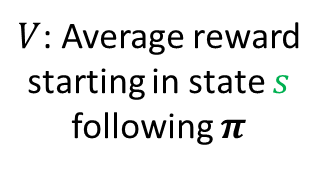 V: Average reward
starting in state s
following π